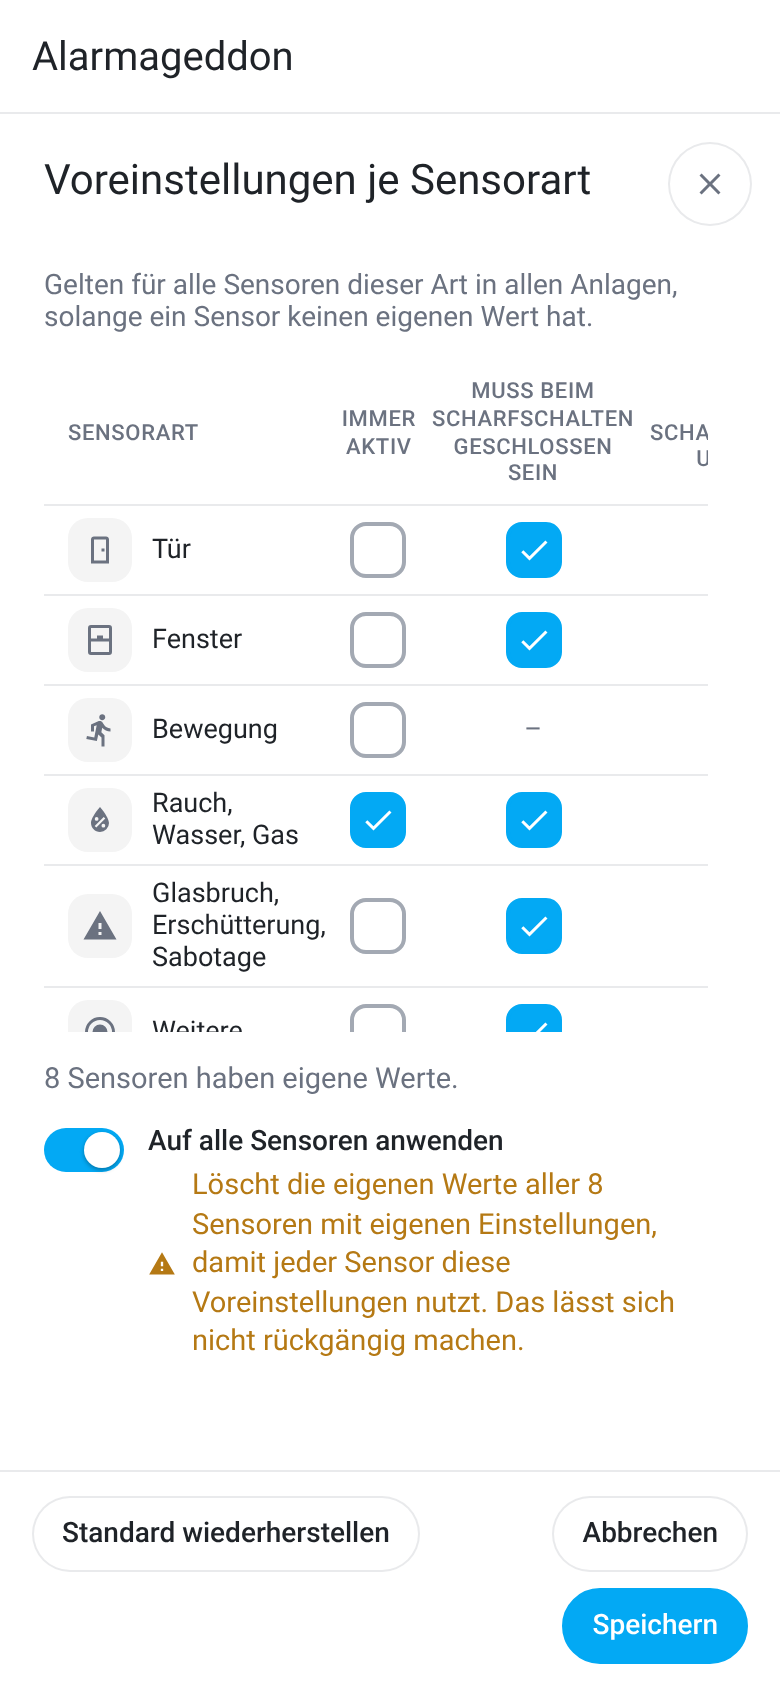 Alarmageddon
Voreinstellungen je Sensorart
Gelten für alle Sensoren dieser Art in allen Anlagen,
solange ein Sensor keinen eigenen Wert hat.
SENSORART
IMMER
AKTIV
MUSS BEIM
SCHARFSCHALTEN
GESCHLOSSEN
SEIN
SCHA
U
Tür
Fenster
Bewegung
–
Rauch,
Wasser, Gas
Glasbruch,
Erschütterung,
Sabotage
Weitere
8 Sensoren haben eigene Werte.
Auf alle Sensoren anwenden
Löscht die eigenen Werte aller 8
Sensoren mit eigenen Einstellungen,
damit jeder Sensor diese
Voreinstellungen nutzt. Das lässt sich
nicht rückgängig machen.
Standard wiederherstellen
Abbrechen
Speichern